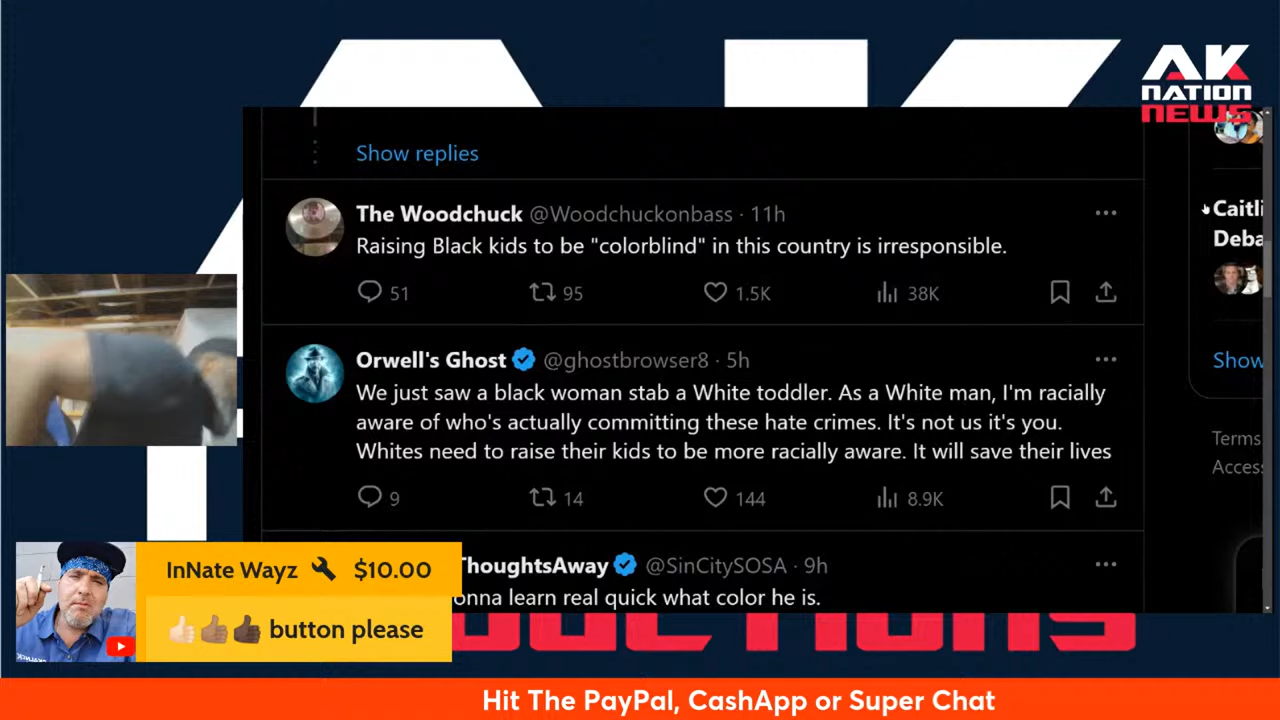 AK
NATION
NEWS
Show replies
The Woodchuck @Woodchuckonbass · 11h
Raising Black kids to be "colorblind" in this country is irresponsible.
51 95 1.5K 38K
Orwell's Ghost @ghostbrowser8 · 5h
We just saw a black woman stab a White toddler. As a White man, I'm racially
aware of who's actually committing these hate crimes. It's not us it's you.
Whites need to raise their kids to be more racially aware. It will save their lives
9 14 144 8.9K
ThoughtsAway @SinCitySOSA · 9h
onna learn real quick what color he is.
Caitli
Deba
Show
Terms
Acces
InNate Wayz $10.00
button please
Hit The PayPal, CashApp or Super Chat